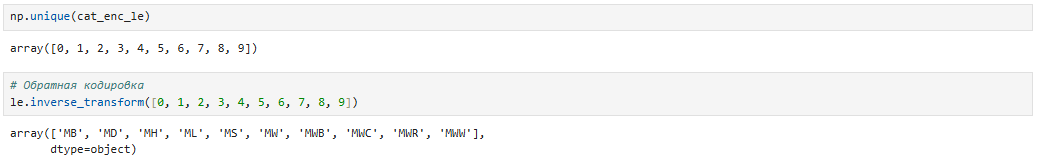 np.unique(cat_enc_le)
array([0, 1, 2, 3, 4, 5, 6, 7, 8, 9])
# Обратная кодировка
le.inverse_transform([0, 1, 2, 3, 4, 5, 6, 7, 8, 9])
array(['MB', 'MD', 'MH', 'ML', 'MS', 'MW', 'MWB', 'MWC', 'MWR', 'MWW'],
dtype=object)